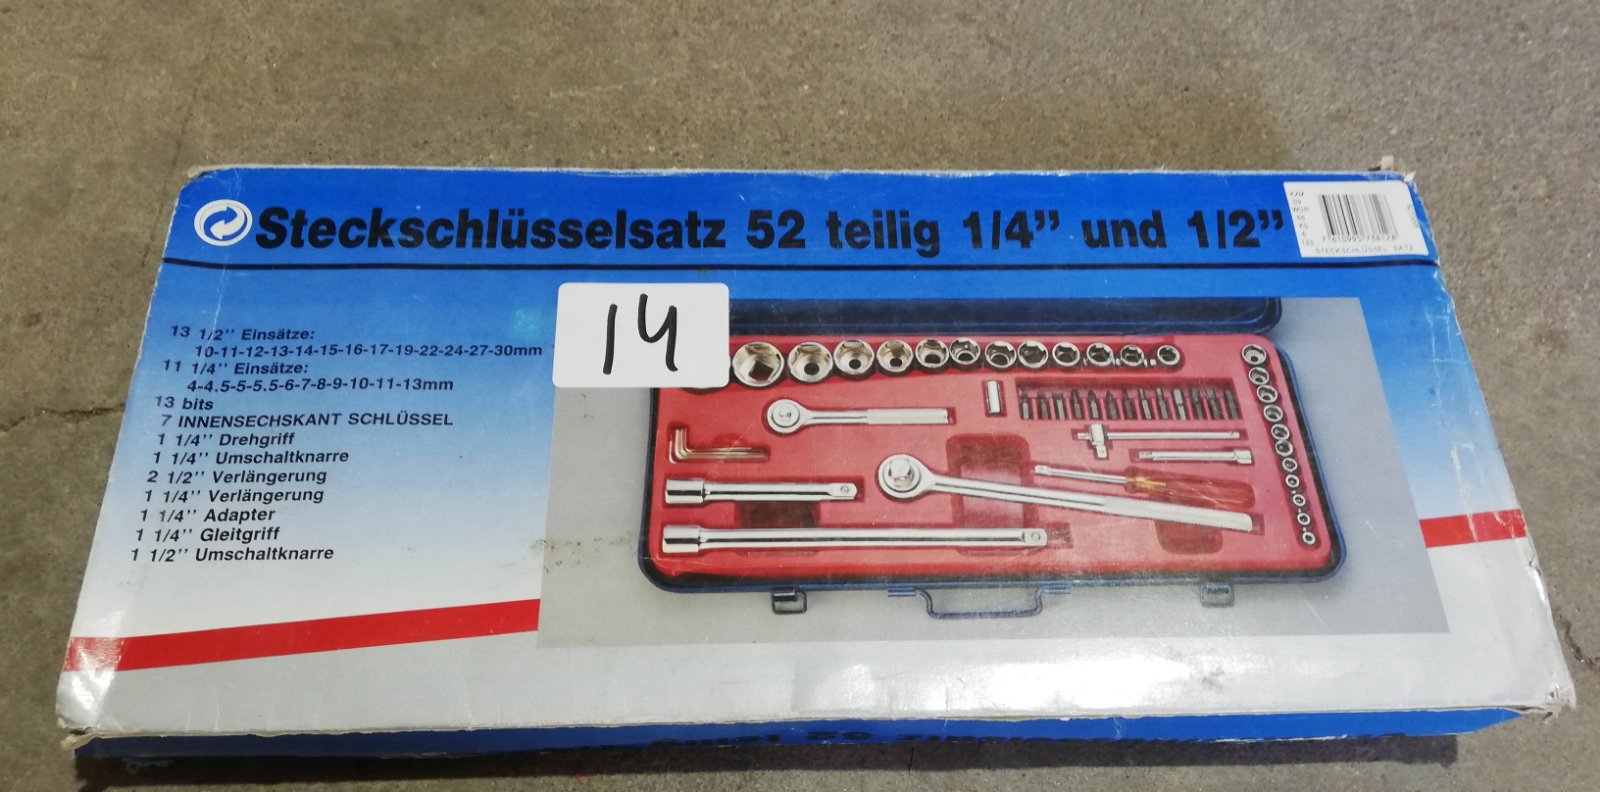 Steckschlüsselsatz 52 teilig 1/4” und 1/2”
STECKSCHLÜSSEL SATZ
14
13 1/2’’ Einsätze:
10-11-12-13-14-15-16-17-19-22-24-27-30mm
11 1/4’’ Einsätze:
4-4.5-5-5.5-6-7-8-9-10-11-13mm
13 bits
7 INNENSECHSKANT SCHLÜSSEL
1 1/4’’ Drehgriff
1 1/4’’ Umschaltknarre
2 1/2’’ Verlängerung
1 1/4’’ Verlängerung
1 1/4’’ Adapter
1 1/4’’ Gleitgriff
1 1/2’’ Umschaltknarre